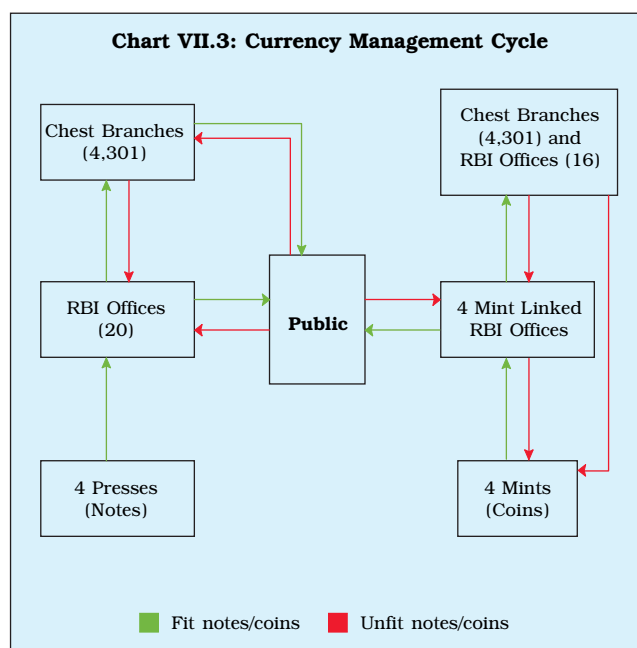 Chart VII.3: Currency Management Cycle
Chest Branches
(4,301)
Chest Branches
(4,301) and
RBI Offices (16)
RBI Offices
(20)
Public
4 Mint Linked
RBI Offices
4 Presses
(Notes)
4 Mints
(Coins)
Fit notes/coins
Unfit notes/coins